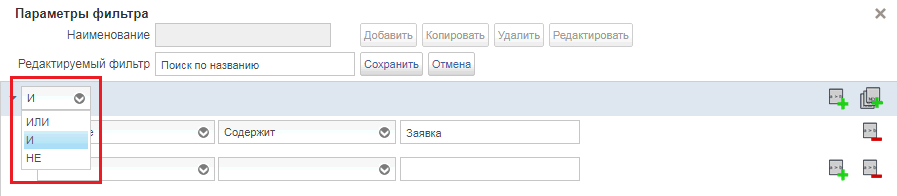 Параметры фильтра
Наименование Добавить Копировать Удалить Редактировать
Редактируемый фильтр Поиск по названию Сохранить Отмена
И
ИЛИ
И
НЕ
Содержит Заявка